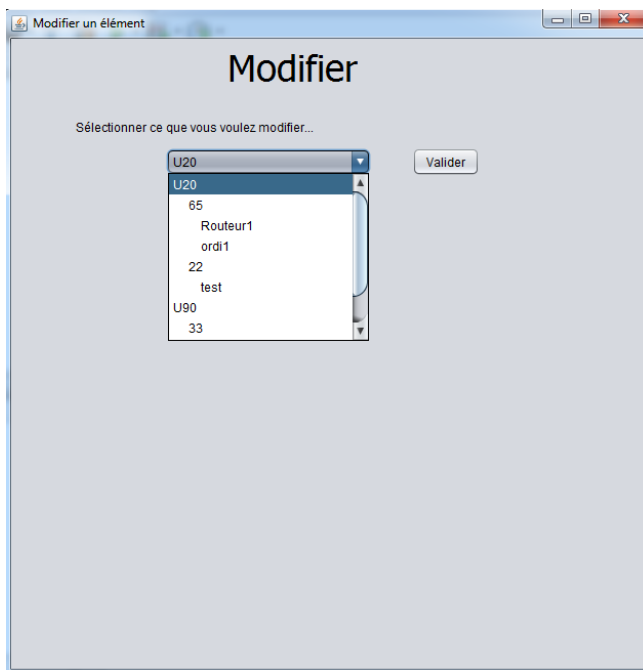 Modifier un élément
Modifier
Sélectionner ce que vous voulez modifier...
U20
Valider
U20
65
Routeur1
ordi1
22
test
U90
33